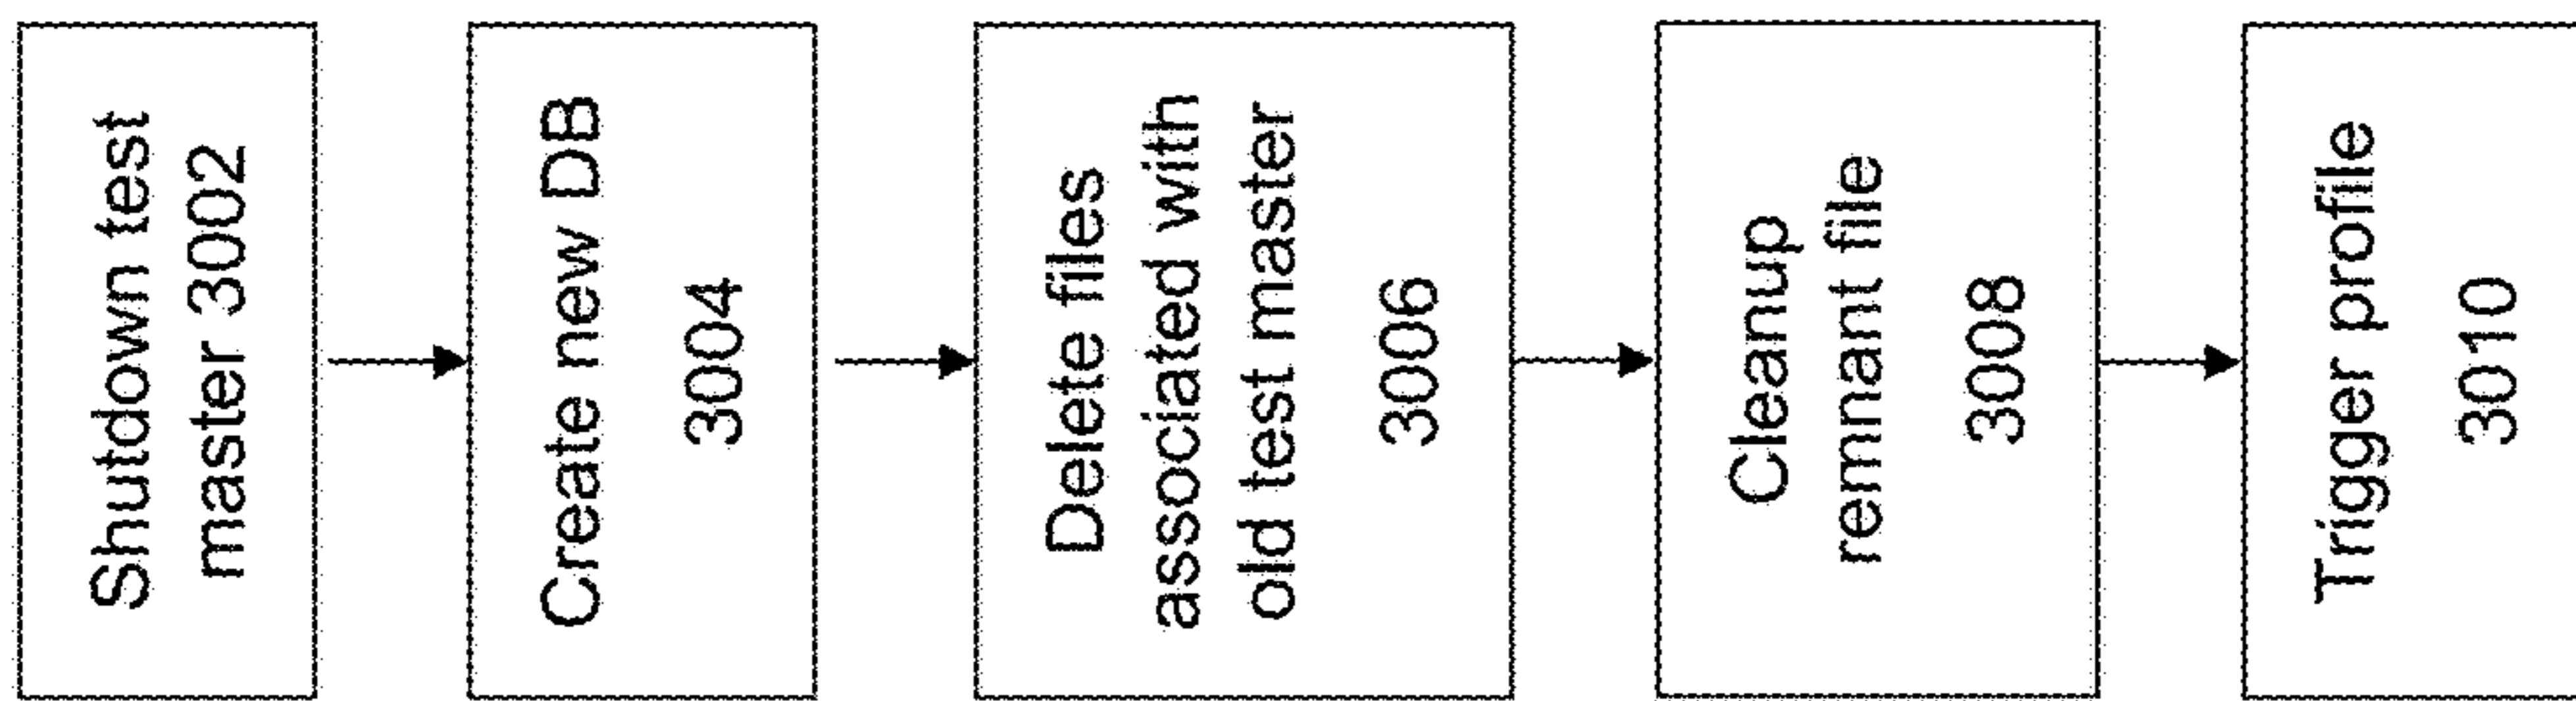 Shutdown test
master 3002
Create new DB
3004
Delete files
associated with
old test master
3006
Cleanup
remnant file
3008
Trigger profile
3010